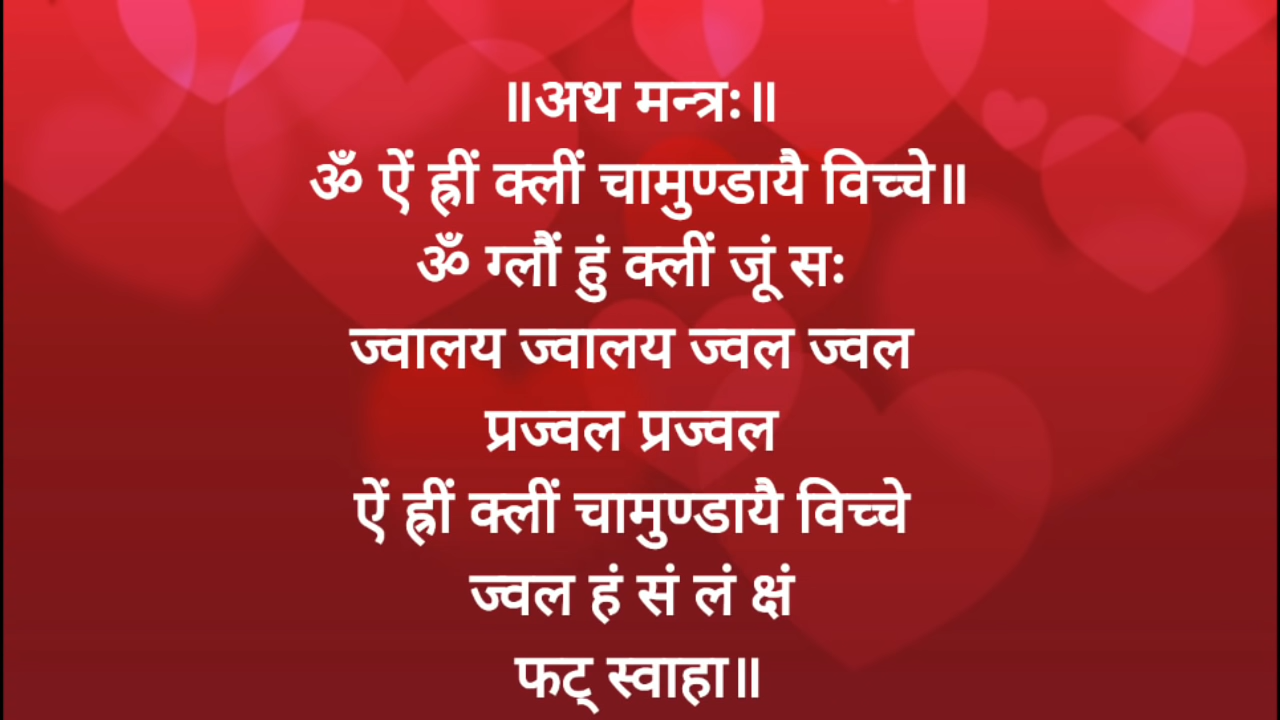 ॥अथ मन्त्रः॥
ॐ ऐं ह्रीं क्लीं चामुण्डायै विच्चे॥
ॐ ग्लौं हुं क्लीं जूं सः
ज्वालय ज्वालय ज्वल ज्वल
प्रज्वल प्रज्वल
ऐं ह्रीं क्लीं चामुण्डायै विच्चे
ज्वल हं सं लं क्षं
फट् स्वाहा॥